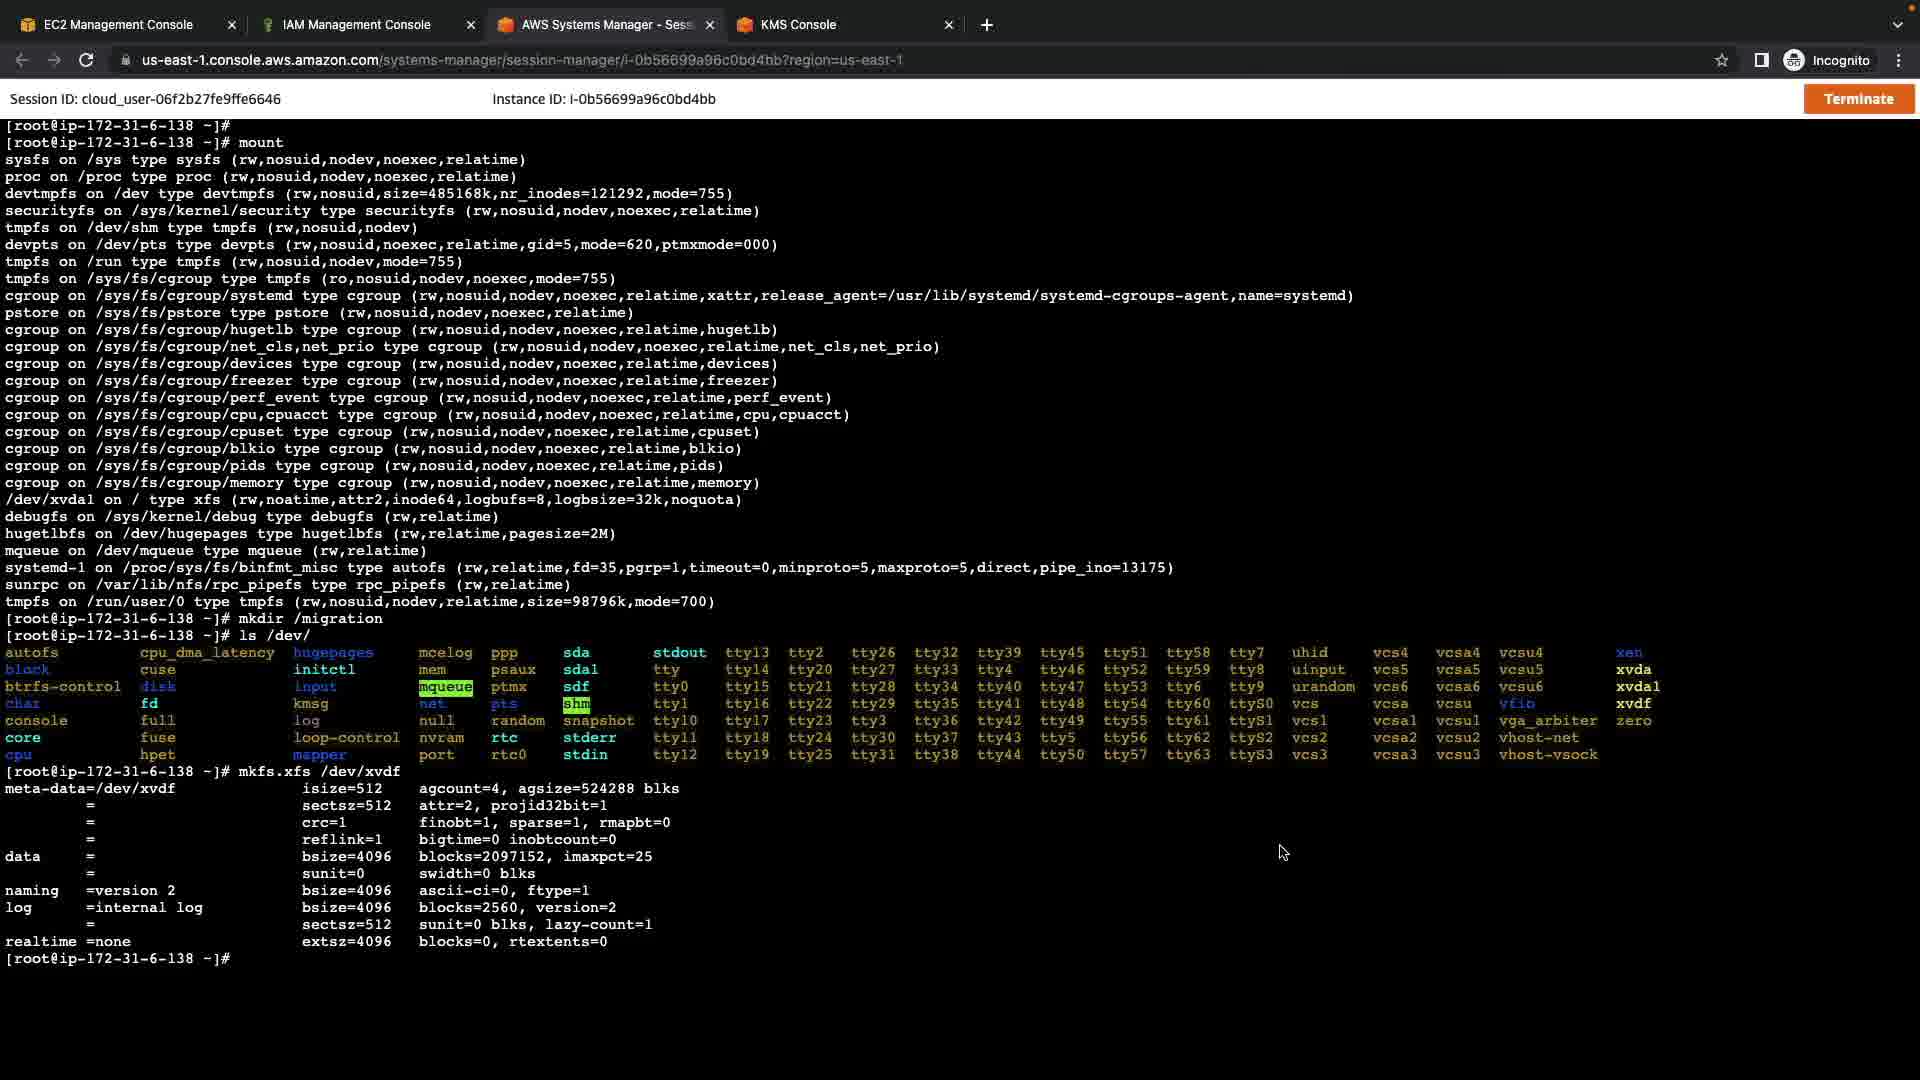 EC2 Management Console
IAM Management Console
AWS Systems Manager - Sess
KMS Console
us-east-1.console.aws.amazon.com/systems-manager/session-manager/i-0b56699a96c0bd4bb?region=us-east-1
Incognito
Session ID: cloud_user-06f2b27fe9ffe6646
Instance ID: i-0b56699a96c0bd4bb
Terminate
[root@ip-172-31-6-138 ~]#
[root@ip-172-31-6-138 ~]# mount
sysfs on /sys type sysfs (rw,nosuid,nodev,noexec,relatime)
proc on /proc type proc (rw,nosuid,nodev,noexec,relatime)
devtmpfs on /dev type devtmpfs (rw,nosuid,size=485168k,nr_inodes=121292,mode=755)
securityfs on /sys/kernel/security type securityfs (rw,nosuid,nodev,noexec,relatime)
tmpfs on /dev/shm type tmpfs (rw,nosuid,nodev)
devpts on /dev/pts type devpts (rw,nosuid,noexec,relatime,gid=5,mode=620,ptmxmode=000)
tmpfs on /run type tmpfs (rw,nosuid,nodev,mode=755)
tmpfs on /sys/fs/cgroup type tmpfs (ro,nosuid,nodev,noexec,mode=755)
cgroup on /sys/fs/cgroup/systemd type cgroup (rw,nosuid,nodev,noexec,relatime,xattr,release_agent=/usr/lib/systemd/systemd-cgroups-agent,name=systemd)
pstore on /sys/fs/pstore type pstore (rw,nosuid,nodev,noexec,relatime)
cgroup on /sys/fs/cgroup/hugetlb type cgroup (rw,nosuid,nodev,noexec,relatime,hugetlb)
cgroup on /sys/fs/cgroup/net_cls,net_prio type cgroup (rw,nosuid,nodev,noexec,relatime,net_cls,net_prio)
cgroup on /sys/fs/cgroup/devices type cgroup (rw,nosuid,nodev,noexec,relatime,devices)
cgroup on /sys/fs/cgroup/freezer type cgroup (rw,nosuid,nodev,noexec,relatime,freezer)
cgroup on /sys/fs/cgroup/perf_event type cgroup (rw,nosuid,nodev,noexec,relatime,perf_event)
cgroup on /sys/fs/cgroup/cpu,cpuacct type cgroup (rw,nosuid,nodev,noexec,relatime,cpu,cpuacct)
cgroup on /sys/fs/cgroup/cpuset type cgroup (rw,nosuid,nodev,noexec,relatime,cpuset)
cgroup on /sys/fs/cgroup/blkio type cgroup (rw,nosuid,nodev,noexec,relatime,blkio)
cgroup on /sys/fs/cgroup/pids type cgroup (rw,nosuid,nodev,noexec,relatime,pids)
cgroup on /sys/fs/cgroup/memory type cgroup (rw,nosuid,nodev,noexec,relatime,memory)
/dev/xvda1 on / type xfs (rw,noatime,attr2,inode64,logbufs=8,logbsize=32k,noquota)
debugfs on /sys/kernel/debug type debugfs (rw,relatime)
hugetlbfs on /dev/hugepages type hugetlbfs (rw,relatime,pagesize=2M)
mqueue on /dev/mqueue type mqueue (rw,relatime)
systemd-1 on /proc/sys/fs/binfmt_misc type autofs (rw,relatime,fd=35,pgrp=1,timeout=0,minproto=5,maxproto=5,direct,pipe_ino=13175)
sunrpc on /var/lib/nfs/rpc_pipefs type rpc_pipefs (rw,relatime)
tmpfs on /run/user/0 type tmpfs (rw,nosuid,nodev,relatime,size=98796k,mode=700)
[root@ip-172-31-6-138 ~]# mkdir /migration
[root@ip-172-31-6-138 ~]# ls /dev/
autofs cpu_dma_latency hugepages mcelog ppp sda stdout tty13 tty2 tty26 tty32 tty39 tty45 tty51 tty58 tty7 uhid vcs4 vcsa4 vcsu4 xen
block cuse initctl mem psaux sda1 tty tty14 tty20 tty27 tty33 tty4 tty46 tty52 tty59 tty8 uinput vcs5 vcsa5 vcsu5 xvda
btrfs-control disk input mqueue ptmx sdf tty0 tty15 tty21 tty28 tty34 tty40 tty47 tty53 tty6 tty9 urandom vcs6 vcsa6 vcsu6 xvda1
char fd kmsg net pts shm tty1 tty16 tty22 tty29 tty35 tty41 tty48 tty54 tty60 ttyS0 vcs vcsa vcsu vfio xvdf
console full log null random snapshot tty10 tty17 tty23 tty3 tty36 tty42 tty49 tty55 tty61 ttyS1 vcs1 vcsa1 vcsu1 vga_arbiter zero
core fuse loop-control nvram rtc stderr tty11 tty18 tty24 tty30 tty37 tty43 tty5 tty56 tty62 ttyS2 vcs2 vcsa2 vcsu2 vhost-net
cpu hpet mapper port rtc0 stdin tty12 tty19 tty25 tty31 tty38 tty44 tty50 tty57 tty63 ttyS3 vcs3 vcsa3 vcsu3 vhost-vsock
[root@ip-172-31-6-138 ~]# mkfs.xfs /dev/xvdf
meta-data=/dev/xvdf isize=512 agcount=4, agsize=524288 blks
= sectsz=512 attr=2, projid32bit=1
= crc=1 finobt=1, sparse=1, rmapbt=0
= reflink=1 bigtime=0 inobtcount=0
data = bsize=4096 blocks=2097152, imaxpct=25
= sunit=0 swidth=0 blks
naming =version 2 bsize=4096 ascii-ci=0, ftype=1
log =internal log bsize=4096 blocks=2560, version=2
= sectsz=512 sunit=0 blks, lazy-count=1
realtime =none extsz=4096 blocks=0, rtextents=0
[root@ip-172-31-6-138 ~]#